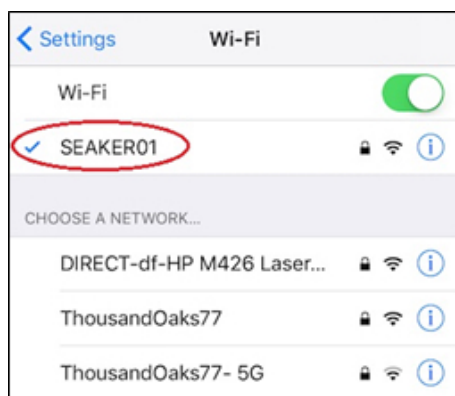 Settings Wi-Fi
Wi-Fi
SEAKER01
CHOOSE A NETWORK...
DIRECT-df-HP M426 Laser...
ThousandOaks77
ThousandOaks77- 5G